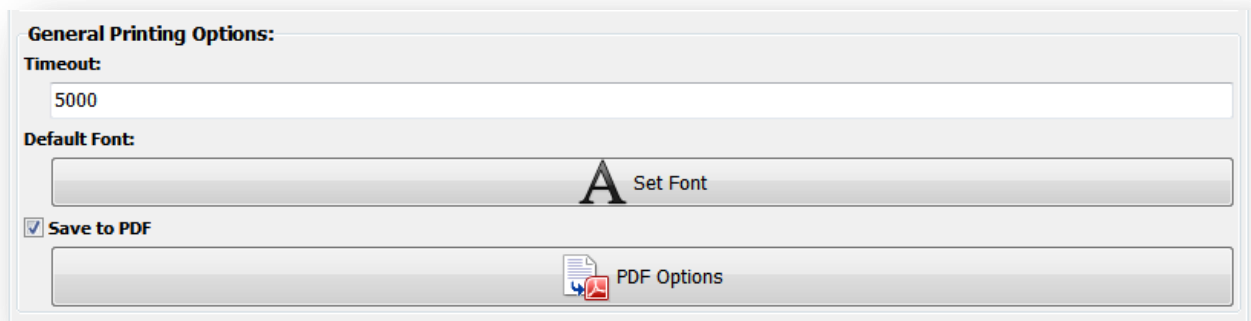 General Printing Options:
Timeout:
5000
Default Font:
A Set Font
Save to PDF
PDF Options